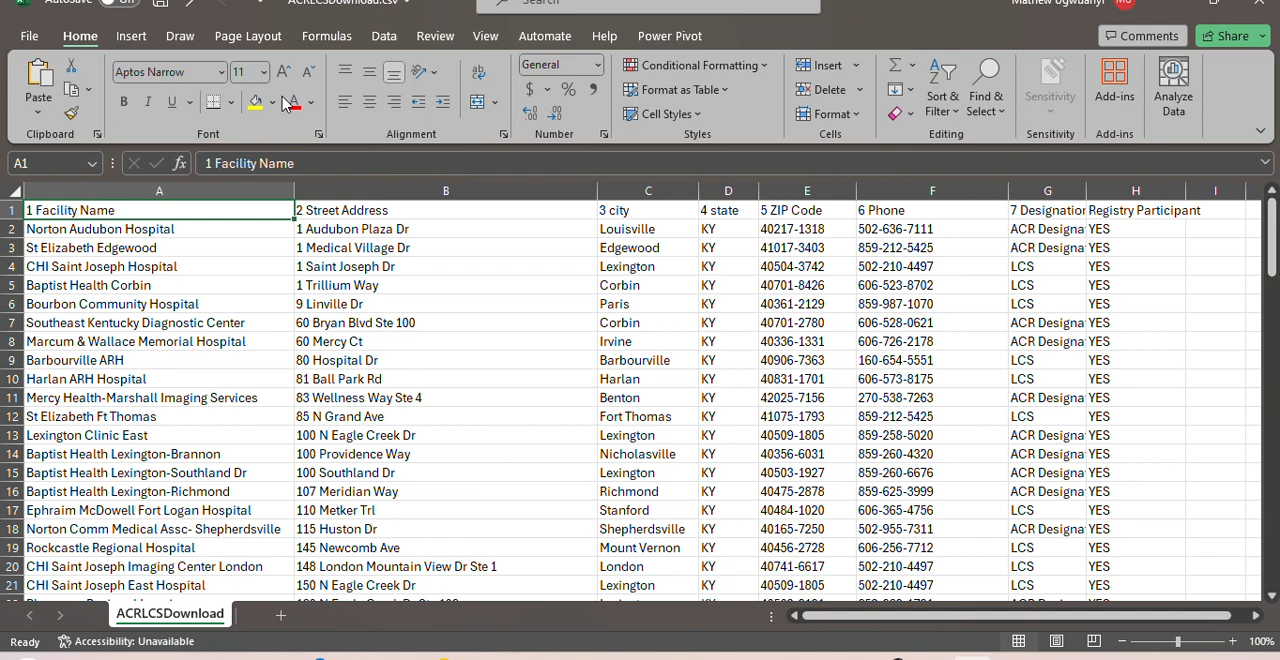 AutoSave Off ACRLCSDownload.csv Search Mathew Ugwuanyi MU
File Home Insert Draw Page Layout Formulas Data Review View Automate Help Power Pivot Comments Share
Paste Aptos Narrow 11 General Conditional Formatting Insert Sort & Find & Sensitivity Add-ins Analyze
B I U Format as Table Delete Filter Select Data
Cell Styles Format
Clipboard Font Alignment Number Styles Cells Editing Sensitivity Add-ins
A1 fx 1 Facility Name
A B C D E F G H I
1 1 Facility Name 2 Street Address 3 city 4 state 5 ZIP Code 6 Phone 7 Designation Registry Participant
2 Norton Audubon Hospital 1 Audubon Plaza Dr Louisville KY 40217-1318 502-636-7111 ACR Designa YES
3 St Elizabeth Edgewood 1 Medical Village Dr Edgewood KY 41017-3403 859-212-5425 ACR Designa YES
4 CHI Saint Joseph Hospital 1 Saint Joseph Dr Lexington KY 40504-3742 502-210-4497 LCS YES
5 Baptist Health Corbin 1 Trillium Way Corbin KY 40701-8426 606-523-8702 LCS YES
6 Bourbon Community Hospital 9 Linville Dr Paris KY 40361-2129 859-987-1070 LCS YES
7 Southeast Kentucky Diagnostic Center 60 Bryan Blvd Ste 100 Corbin KY 40701-2780 606-528-0621 ACR Designa YES
8 Marcum & Wallace Memorial Hospital 60 Mercy Ct Irvine KY 40336-1331 606-726-2178 ACR Designa YES
9 Barbourville ARH 80 Hospital Dr Barbourville KY 40906-7363 160-654-5551 LCS YES
10 Harlan ARH Hospital 81 Ball Park Rd Harlan KY 40831-1701 606-573-8175 LCS YES
11 Mercy Health-Marshall Imaging Services 83 Wellness Way Ste 4 Benton KY 42025-7156 270-538-7263 ACR Designa YES
12 St Elizabeth Ft Thomas 85 N Grand Ave Fort Thomas KY 41075-1793 859-212-5425 LCS YES
13 Lexington Clinic East 100 N Eagle Creek Dr Lexington KY 40509-1805 859-258-5020 ACR Designa YES
14 Baptist Health Lexington-Brannon 100 Providence Way Nicholasville KY 40356-6031 859-260-4320 ACR Designa YES
15 Baptist Health Lexington-Southland Dr 100 Southland Dr Lexington KY 40503-1927 859-260-6676 ACR Designa YES
16 Baptist Health Lexington-Richmond 107 Meridian Way Richmond KY 40475-2878 859-625-3999 ACR Designa YES
17 Ephraim McDowell Fort Logan Hospital 110 Metker Trl Stanford KY 40484-1020 606-365-4756 LCS YES
18 Norton Comm Medical Assc- Shephersdville 115 Huston Dr Shepherdsville KY 40165-7250 502-955-7311 ACR Designa YES
19 Rockcastle Regional Hospital 145 Newcomb Ave Mount Vernon KY 40456-2728 606-256-7712 LCS YES
20 CHI Saint Joseph Imaging Center London 148 London Mountain View Dr Ste 1 London KY 40741-6617 502-210-4497 LCS YES
21 CHI Saint Joseph East Hospital 150 N Eagle Creek Dr Lexington KY 40509-1805 502-210-4497 LCS YES
ACRLCSDownload
Ready Accessibility: Unavailable 100%